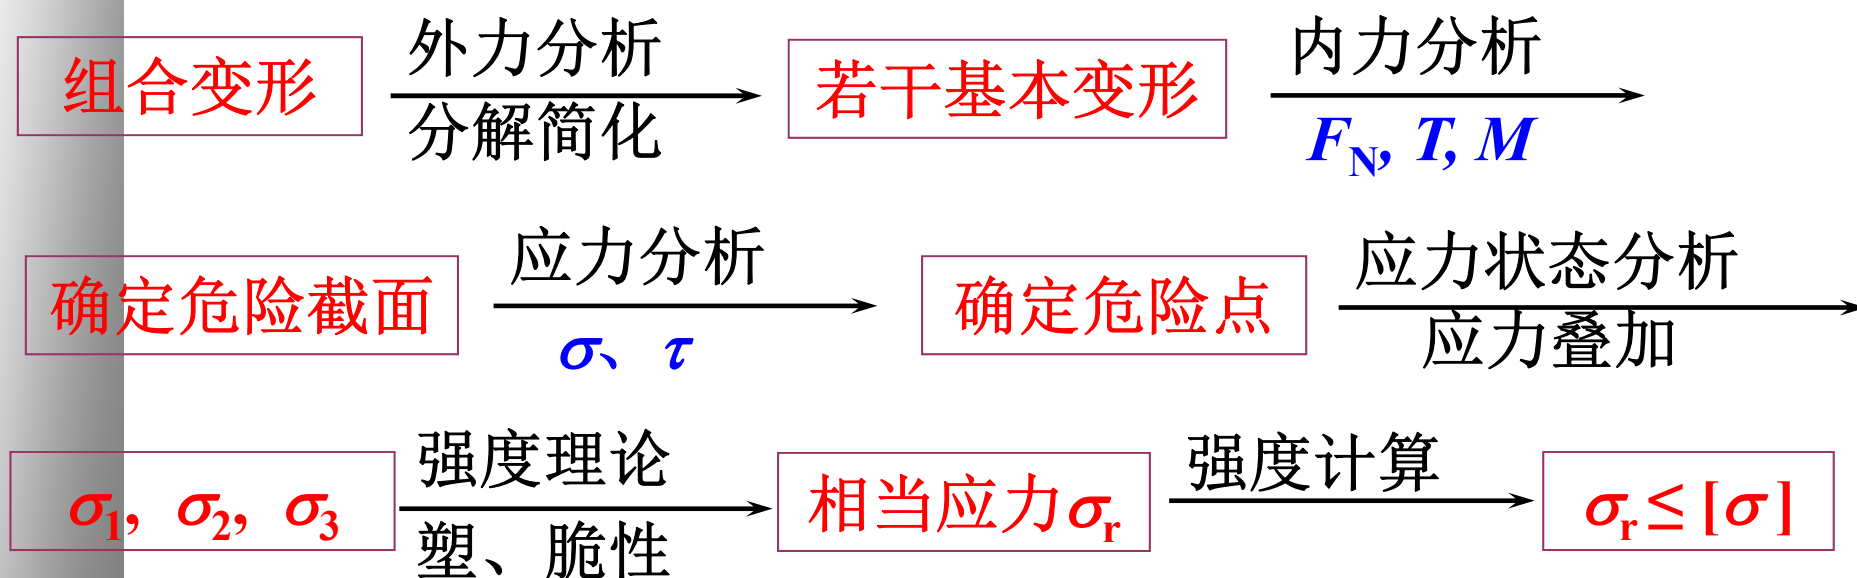 组合变形
外力分析
分解简化
若干基本变形
内力分析
F_N, T, M
确定危险截面
应力分析
σ、τ
确定危险点
应力状态分析
应力叠加
σ₁, σ₂, σ₃
强度理论
塑、脆性
相当应力σ_r
强度计算
σ_r ≤ [σ]